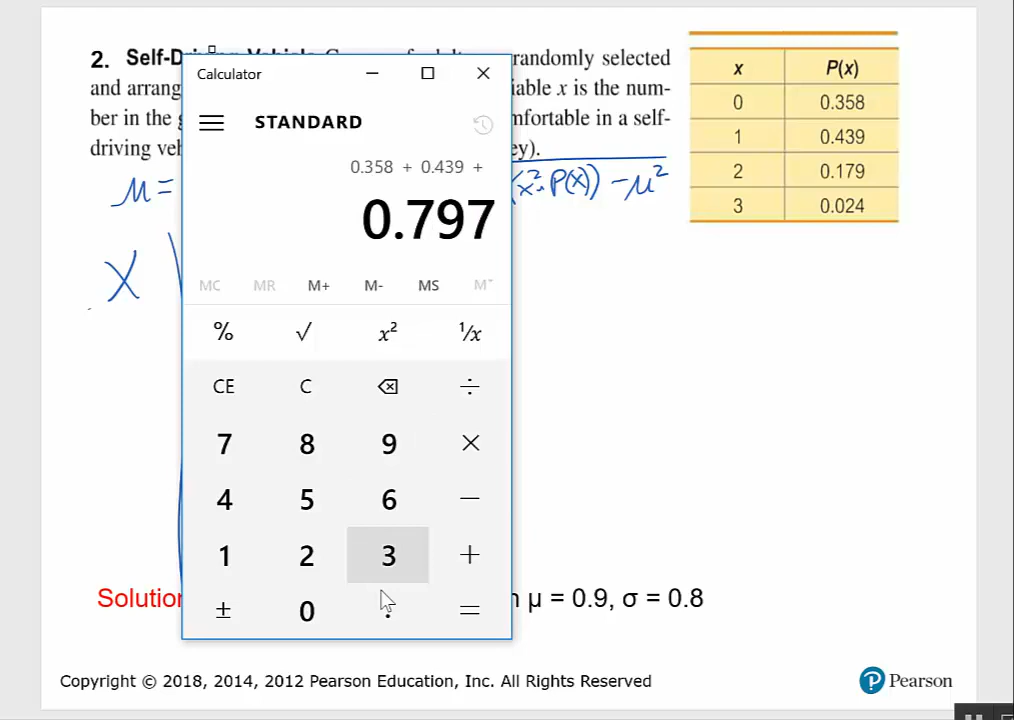 2. Self-Driving Vehicle randomly selected
and arrang iable x is the num-
ber in the g mfortable in a self-
driving veh ey).
μ = (x²·P(x)) - μ²
x
x P(x)
0 0.358
1 0.439
2 0.179
3 0.024
Calculator
STANDARD
0.358 + 0.439 +
0.797
MC MR M+ M- MS M˅
% √ x² ¹/x
CE C ÷
7 8 9 ×
4 5 6 −
1 2 3 +
± 0 . =
Solution μ = 0.9, σ = 0.8
Copyright © 2018, 2014, 2012 Pearson Education, Inc. All Rights Reserved
P Pearson